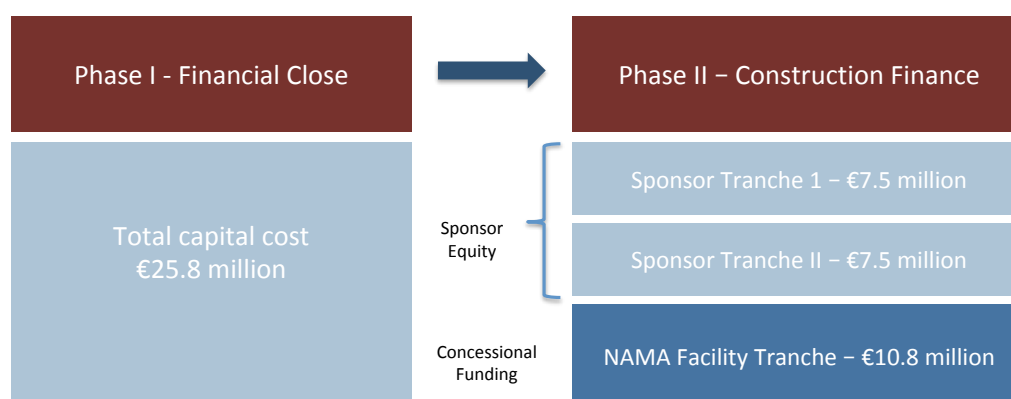 Phase I - Financial Close
Phase II – Construction Finance
Total capital cost
€25.8 million
Sponsor
Equity
Sponsor Tranche 1 – €7.5 million
Sponsor Tranche II – €7.5 million
Concessional
Funding
NAMA Facility Tranche – €10.8 million